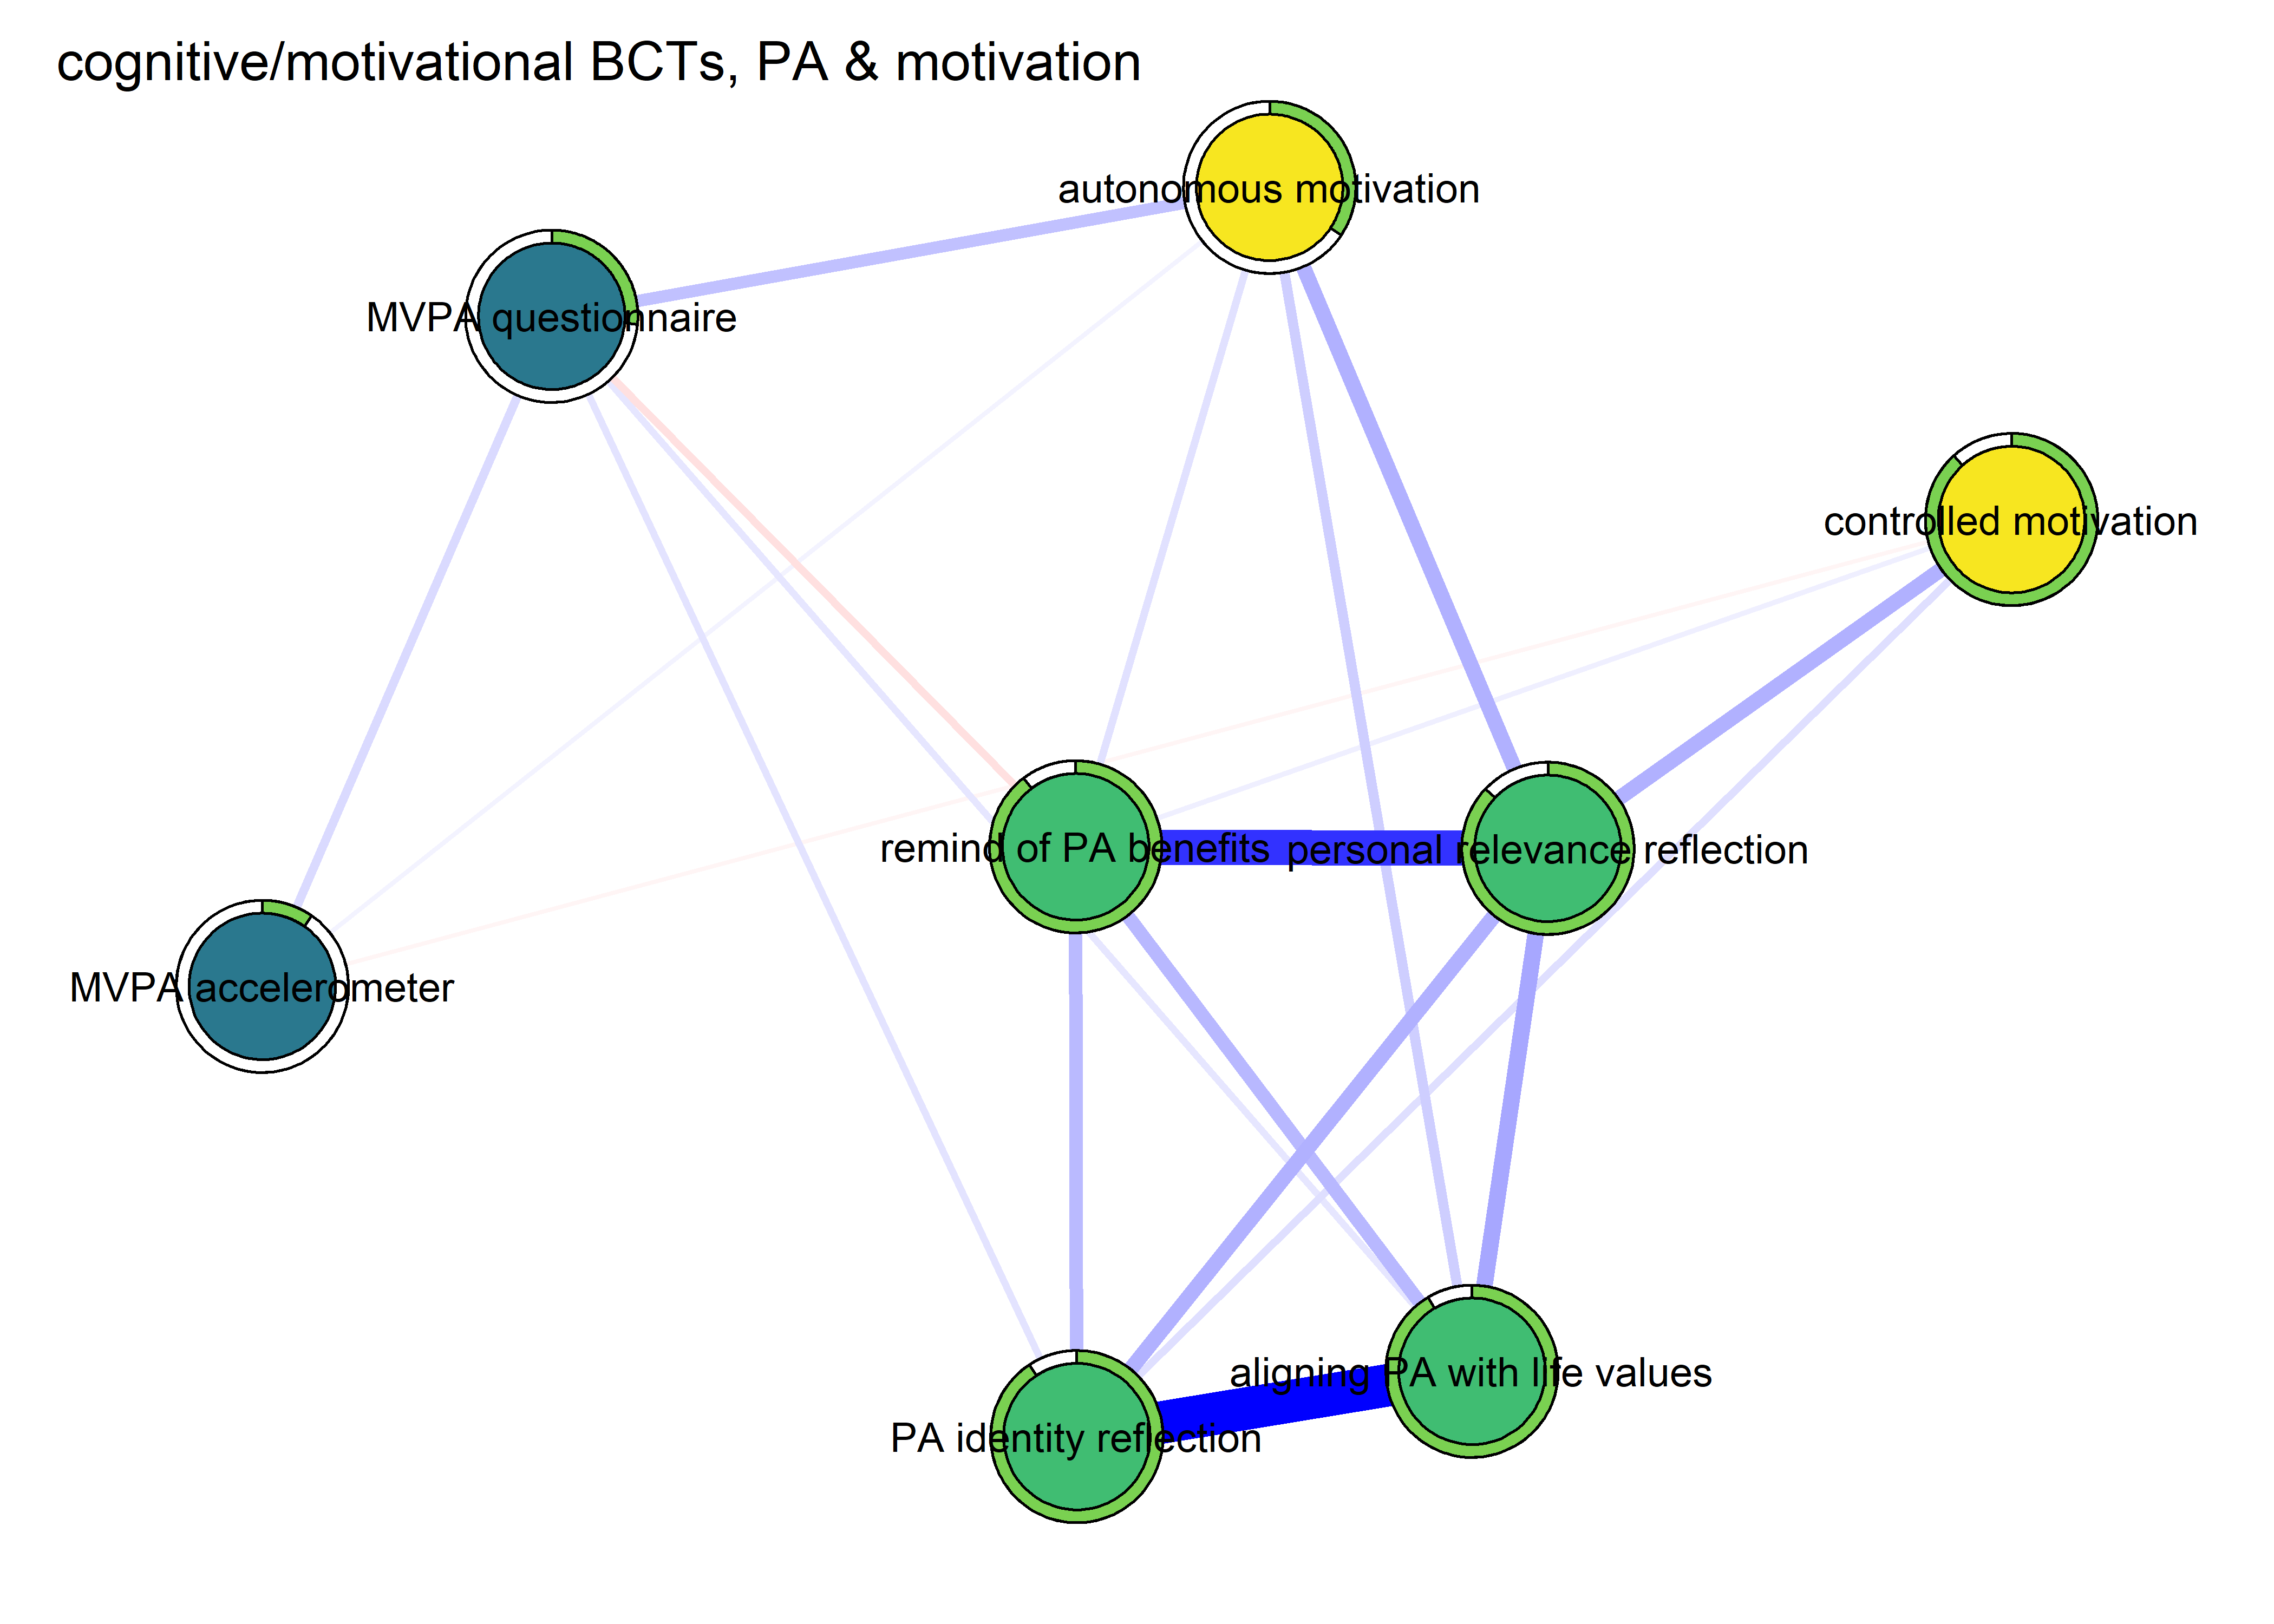 cognitive/motivational BCTs, PA & motivation
autonomous motivation
MVPA questionnaire
controlled motivation
remind of PA benefits
personal relevance reflection
MVPA accelerometer
aligning PA with life values
PA identity reflection